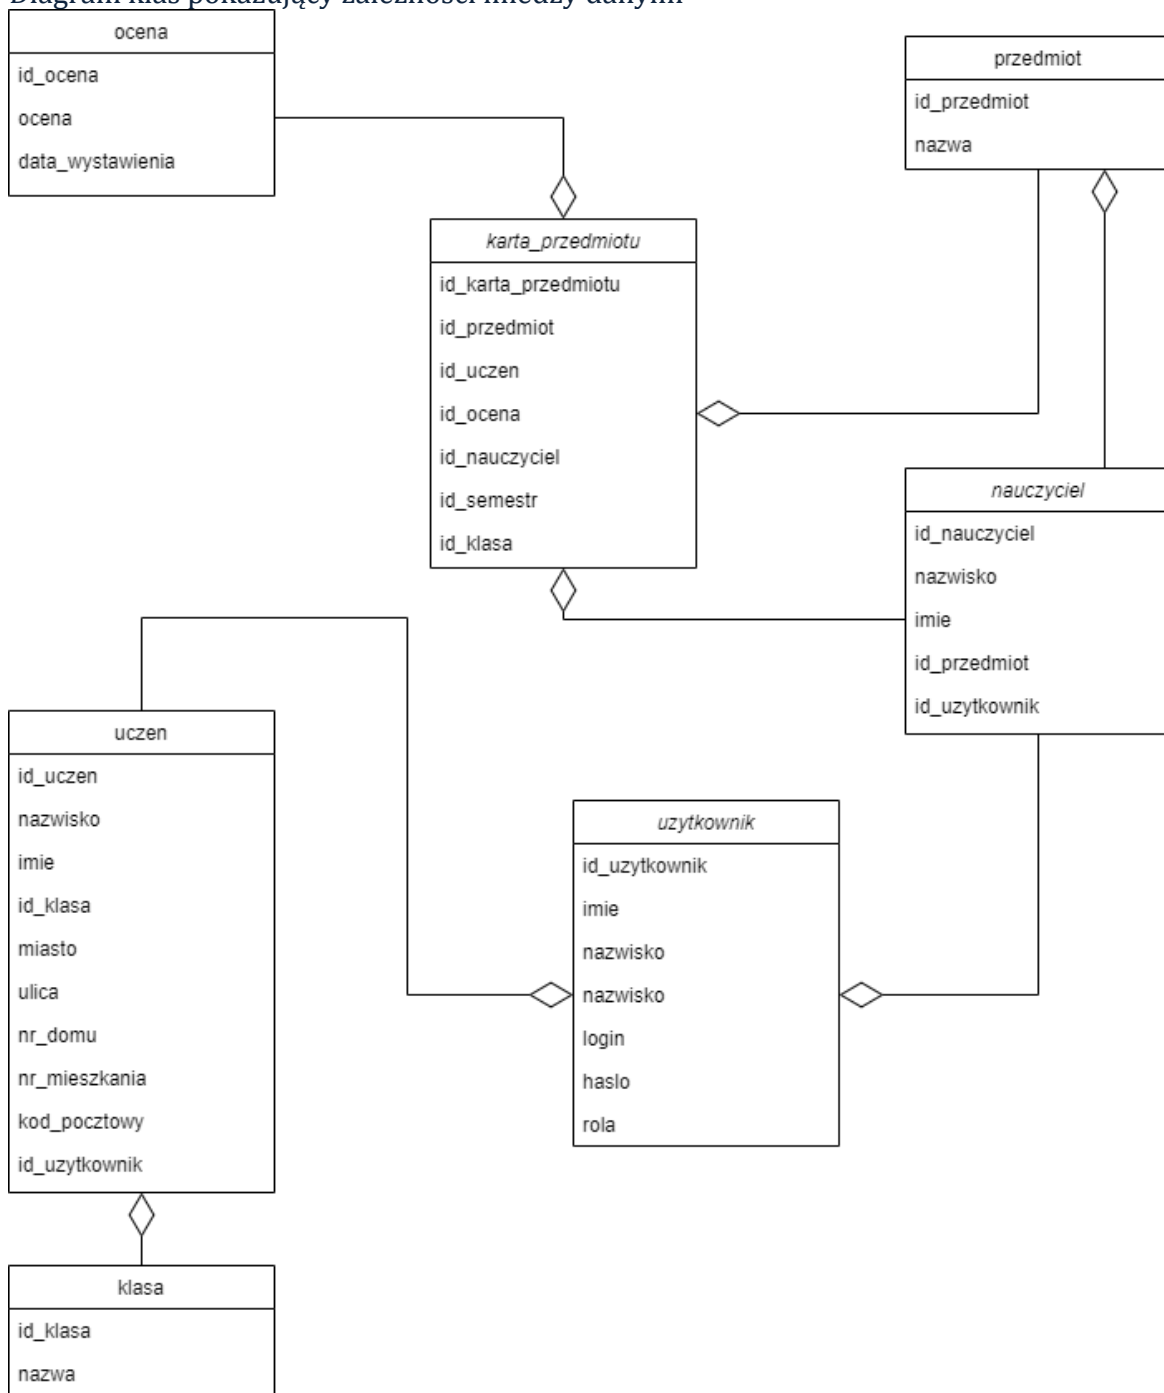 Diagram klas pokazujący zależności między danymi
ocena
id_ocena
ocena
data_wystawienia
przedmiot
id_przedmiot
nazwa
karta_przedmiotu
id_karta_przedmiotu
id_przedmiot
id_uczen
id_ocena
id_nauczyciel
id_semestr
id_klasa
nauczyciel
id_nauczyciel
nazwisko
imie
id_przedmiot
id_uzytkownik
uczen
id_uczen
nazwisko
imie
id_klasa
miasto
ulica
nr_domu
nr_mieszkania
kod_pocztowy
id_uzytkownik
uzytkownik
id_uzytkownik
imie
nazwisko
nazwisko
login
haslo
rola
klasa
id_klasa
nazwa